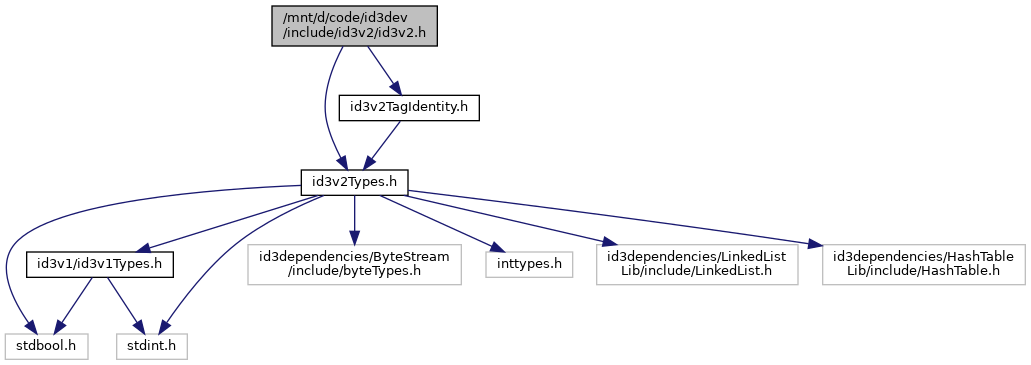 /mnt/d/code/id3dev
/include/id3v2/id3v2.h
id3v2TagIdentity.h
id3v2Types.h
id3v1/id3v1Types.h
id3dependencies/ByteStream
/include/byteTypes.h
inttypes.h
id3dependencies/LinkedList
Lib/include/LinkedList.h
id3dependencies/HashTable
Lib/include/HashTable.h
stdbool.h
stdint.h